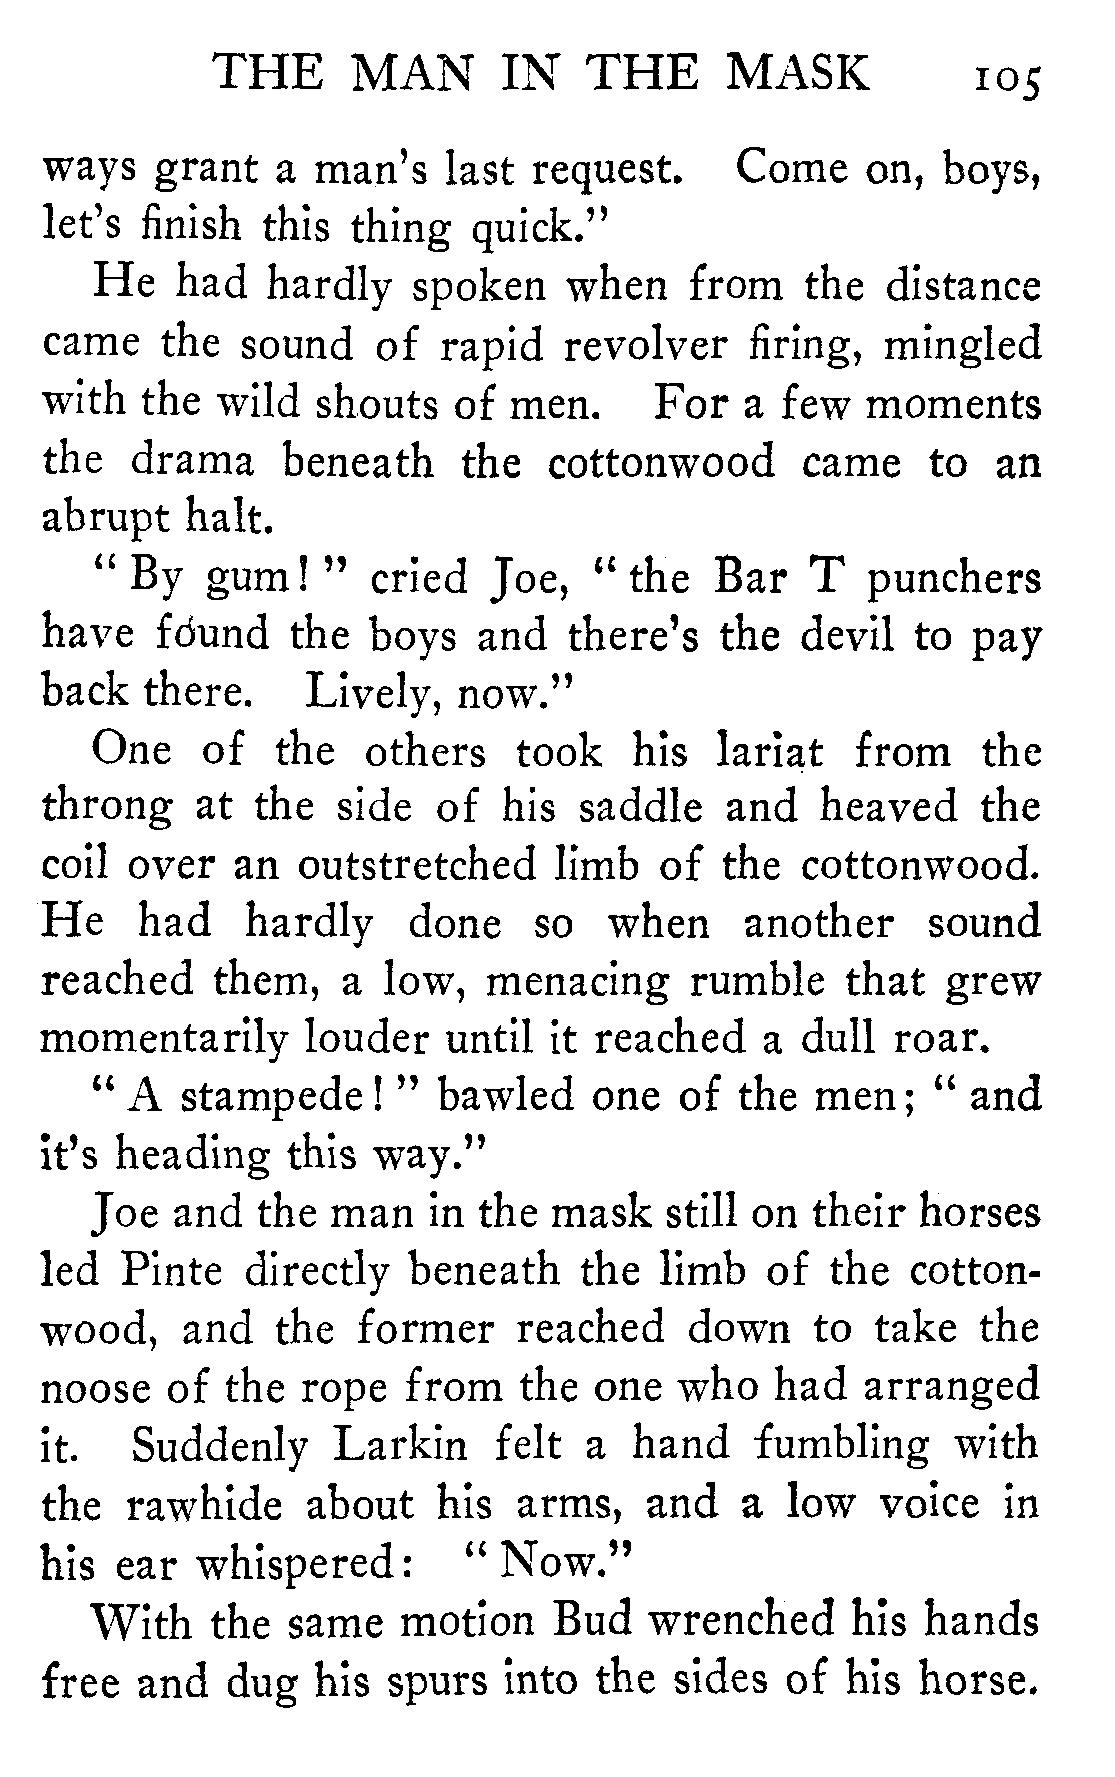 THE MAN IN THE MASK 105
ways grant a man's last request. Come on, boys,
let's finish this thing quick."
He had hardly spoken when from the distance
came the sound of rapid revolver firing, mingled
with the wild shouts of men. For a few moments
the drama beneath the cottonwood came to an
abrupt halt.
" By gum! " cried Joe, " the Bar T punchers
have found the boys and there's the devil to pay
back there. Lively, now."
One of the others took his lariat from the
throng at the side of his saddle and heaved the
coil over an outstretched limb of the cottonwood.
He had hardly done so when another sound
reached them, a low, menacing rumble that grew
momentarily louder until it reached a dull roar.
" A stampede! " bawled one of the men; " and
it's heading this way."
Joe and the man in the mask still on their horses
led Pinte directly beneath the limb of the cotton-
wood, and the former reached down to take the
noose of the rope from the one who had arranged
it. Suddenly Larkin felt a hand fumbling with
the rawhide about his arms, and a low voice in
his ear whispered: " Now."
With the same motion Bud wrenched his hands
free and dug his spurs into the sides of his horse.